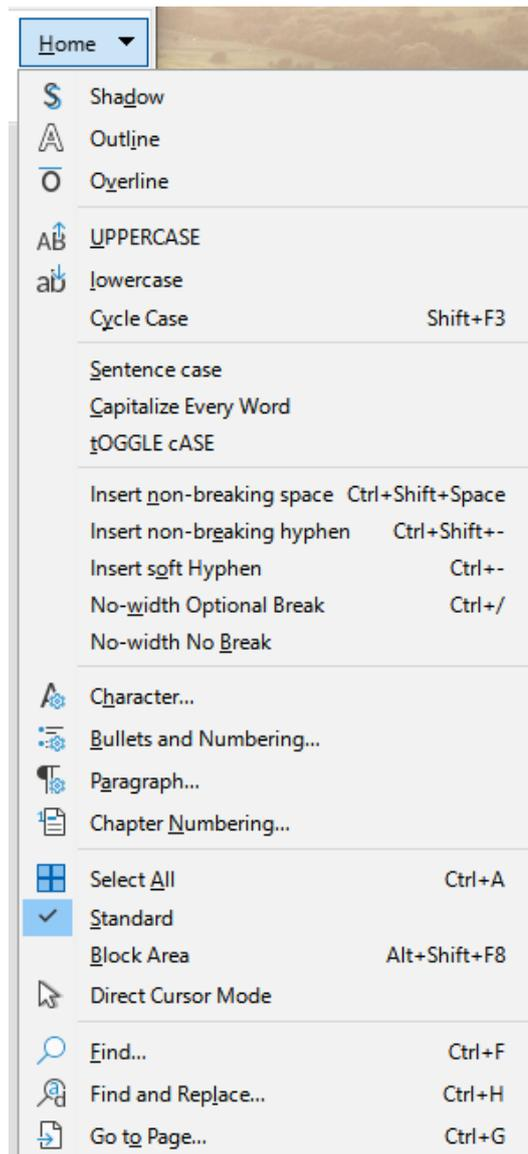 Home
Shadow
Outline
Overline
UPPERCASE
lowercase
Cycle Case Shift+F3
Sentence case
Capitalize Every Word
tOGGLE cASE
Insert non-breaking space Ctrl+Shift+Space
Insert non-breaking hyphen Ctrl+Shift+-
Insert soft Hyphen Ctrl+-
No-width Optional Break Ctrl+/
No-width No Break
Character...
Bullets and Numbering...
Paragraph...
Chapter Numbering...
Select All Ctrl+A
Standard
Block Area Alt+Shift+F8
Direct Cursor Mode
Find... Ctrl+F
Find and Replace... Ctrl+H
Go to Page... Ctrl+G